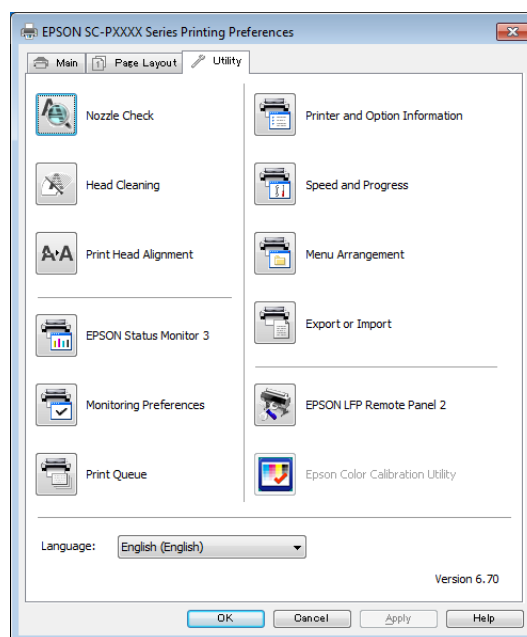 EPSON SC-PXXXX Series Printing Preferences
Main
Page Layout
Utility
Nozzle Check
Head Cleaning
A A Print Head Alignment
EPSON Status Monitor 3
Monitoring Preferences
Print Queue
Printer and Option Information
Speed and Progress
Menu Arrangement
Export or Import
EPSON LFP Remote Panel 2
Epson Color Calibration Utility
Language: English (English)
Version 6.70
OK Cancel Apply Help